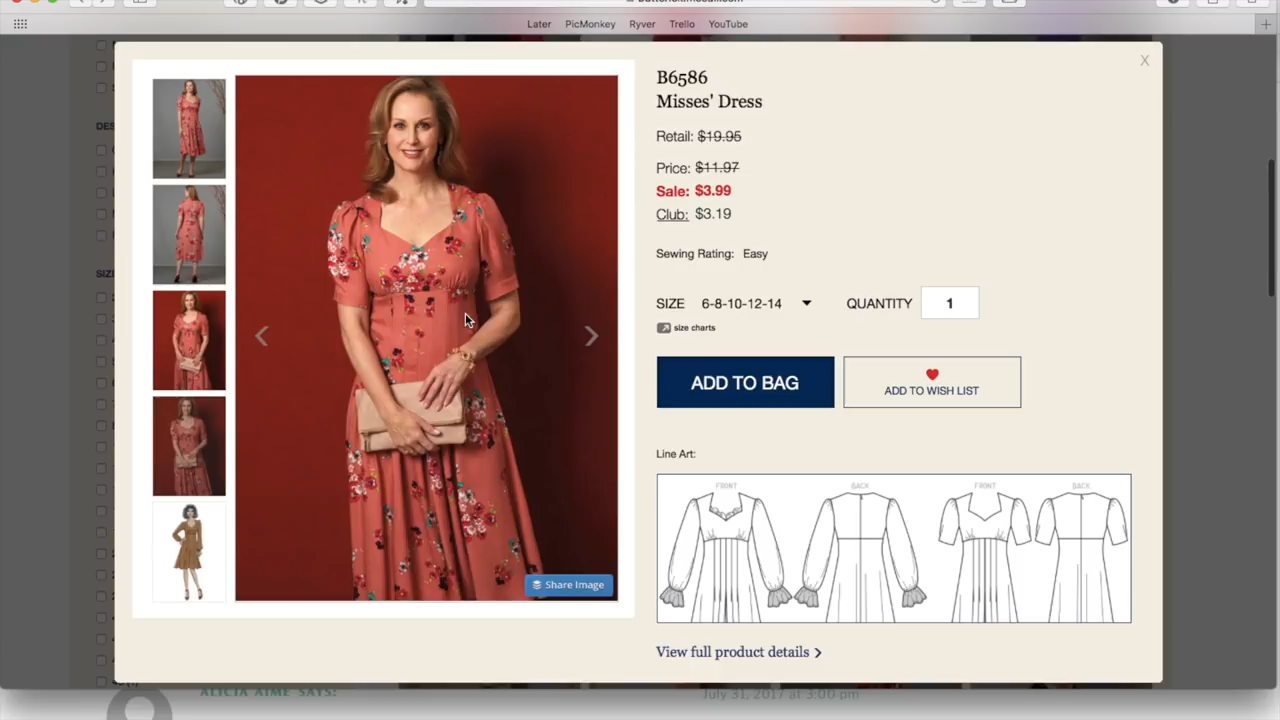 Later PicMonkey Ryver Trello YouTube
B6586
Misses' Dress
Retail: $19.95
Price: $11.97
Sale: $3.99
Club: $3.19
Sewing Rating: Easy
SIZE 6-8-10-12-14 QUANTITY 1
size charts
ADD TO BAG
ADD TO WISH LIST
Line Art:
FRONT BACK FRONT BACK
Share Image
View full product details
ALICIA AIME SAYS:
July 31, 2017 at 3:00 pm